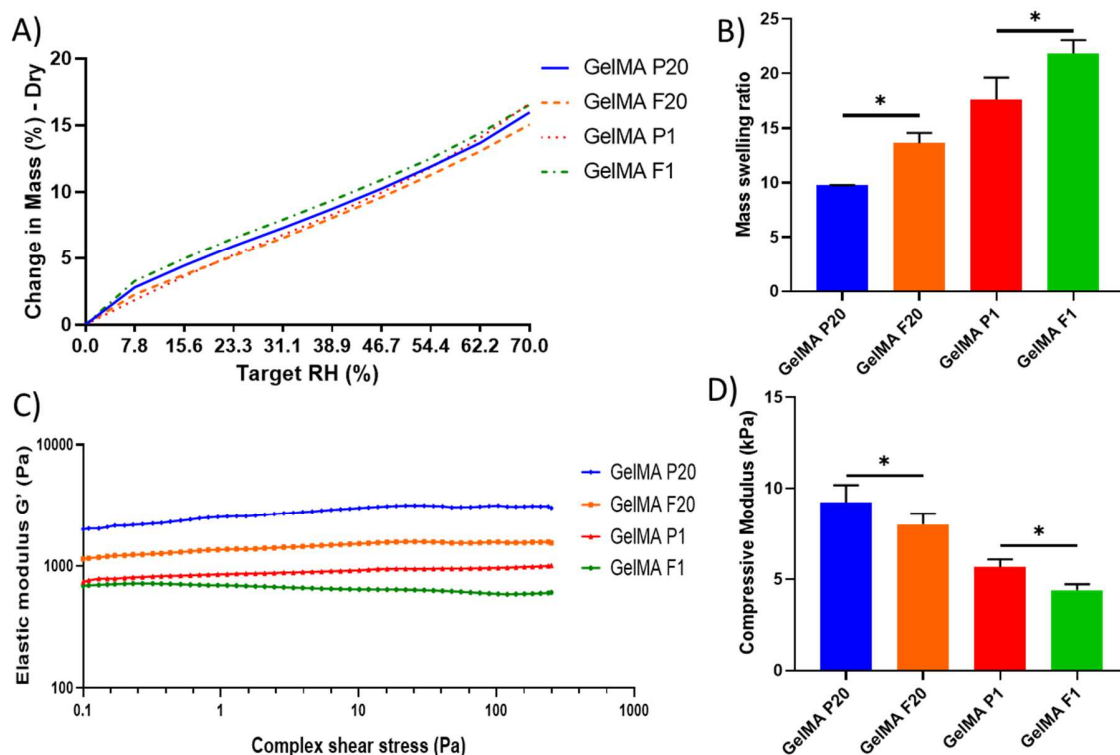 A)
Change in Mass (%) - Dry
20
15
10
5
0
0.0 7.8 15.6 23.3 31.1 38.9 46.7 54.4 62.2 70.0
Target RH (%)
GelMA P20
GelMA F20
GelMA P1
GelMA F1
B)
Mass swelling ratio
25
20
15
10
5
0
*
*
GelMA P20
GelMA F20
GelMA P1
GelMA F1
C)
Elastic modulus G' (Pa)
10000
1000
100
0.1 1 10 100 1000
Complex shear stress (Pa)
GelMA P20
GelMA F20
GelMA P1
GelMA F1
D)
Compressive Modulus (kPa)
15
10
5
0
*
*
GelMA P20
GelMA F20
GelMA P1
GelMA F1